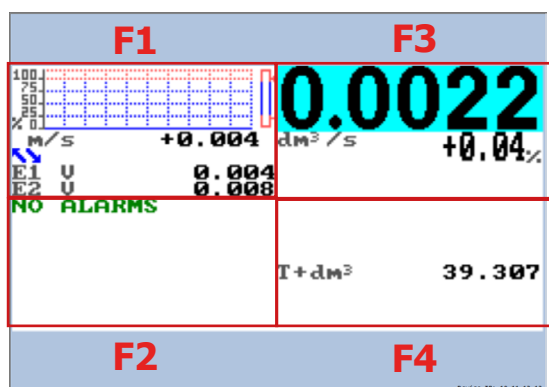 F1
F3
100
75
50
25
% 0
m/s +0.004
E1 V 0.004
E2 V 0.008
0.0022
dm³/s +0.04%
NO ALARMS
T+dm³ 39.307
F2
F4